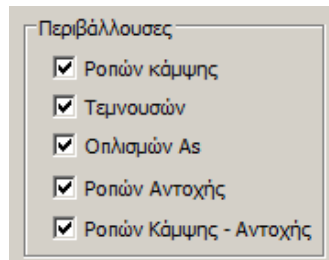 Περιβάλλουσες
Ροπών κάμψης
Τεμνουσών
Οπλισμών As
Ροπών Αντοχής
Ροπών Κάμψης - Αντοχής